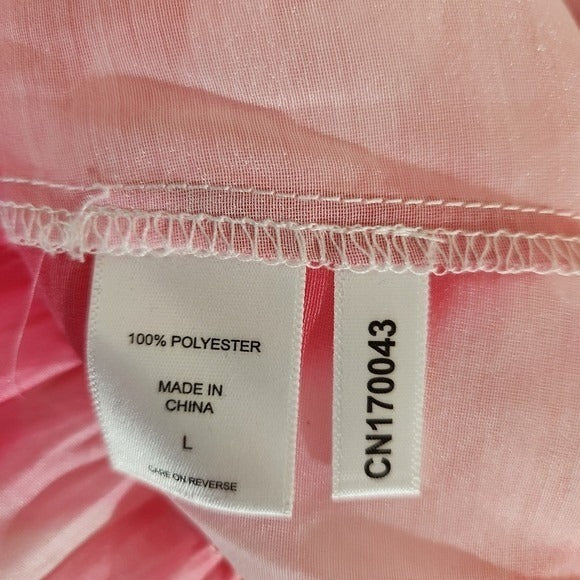 100% POLYESTER
MADE IN
CHINA
L
CARE ON REVERSE
CN170043